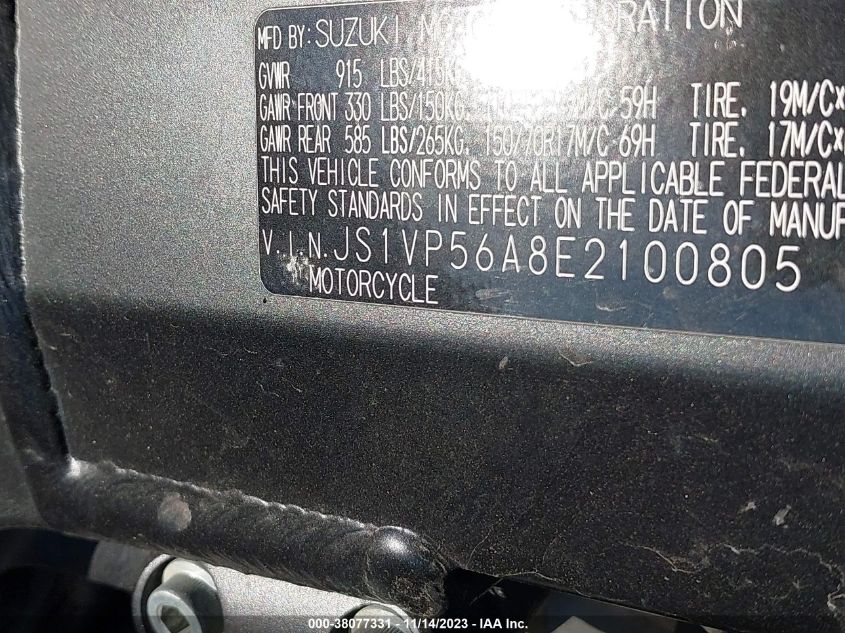 MFD BY: SUZUKI
GVWR 915 LBS/415KG
GAWR FRONT 330 LBS/150KG. M/C 59H TIRE, 19M/C×
GAWR REAR 585 LBS/265KG. 150/70R17M/C 69H TIRE, 17M/C×
THIS VEHICLE CONFORMS TO ALL APPLICABLE FEDERAL
SAFETY STANDARDS IN EFFECT ON THE DATE OF MANUF
V.I.N. JS1VP56A8E2100805
MOTORCYCLE
000-38077331 - 11/14/2023 - IAA Inc.